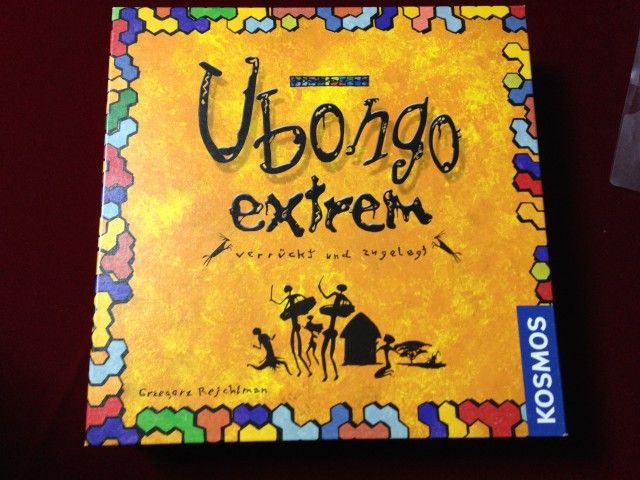 Ubongo
extrem
verrückt und zugelegt
Grzegorz Rejchtman
KOSMOS